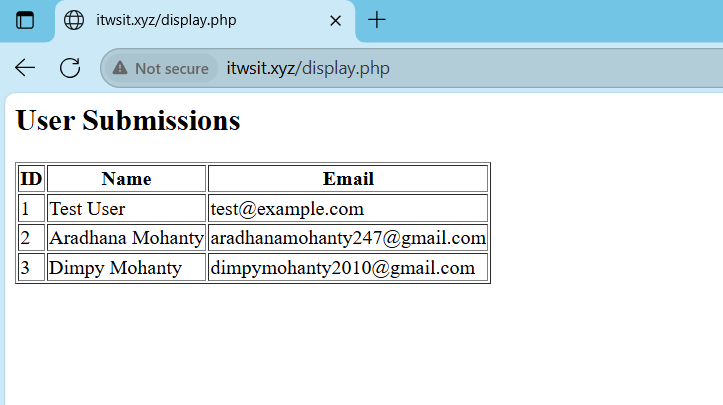 itwsit.xyz/display.php
Not secure itwsit.xyz/display.php
User Submissions
ID Name Email
1 Test User test@example.com
2 Aradhana Mohanty aradhanamohanty247@gmail.com
3 Dimpy Mohanty dimpymohanty2010@gmail.com